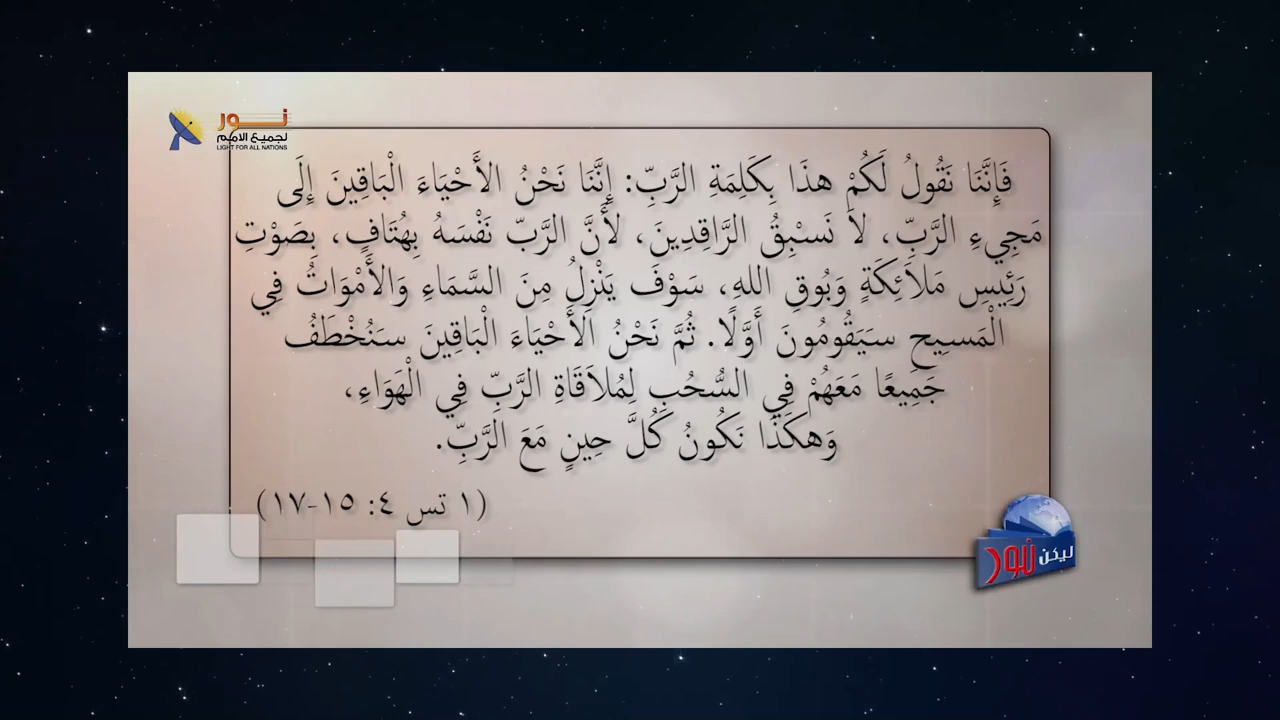 نور
لجميع الامم
LIGHT FOR ALL NATIONS
فَإِنَّنَا نَقُولُ لَكُمْ هذَا بِكَلِمَةِ الرَّبِّ: إِنَّنَا نَحْنُ الأَحْيَاءَ الْبَاقِينَ إِلَى
مَجِيءِ الرَّبِّ، لاَ نَسْبِقُ الرَّاقِدِينَ، لأَنَّ الرَّبّ نَفْسَهُ بِهُتَافٍ، بِصَوْتِ
رَئِيسِ مَلاَئِكَةٍ وَبُوقِ اللهِ، سَوْفَ يَنْزِلُ مِنَ السَّمَاءِ وَالأَمْوَاتُ فِي
الْمَسِيحِ سَيَقُومُونَ أَوَّلًا. ثُمَّ نَحْنُ الأَحْيَاءَ الْبَاقِينَ سَنُخْطَفُ
جَمِيعًا مَعَهُمْ فِي السُّحُبِ لِمُلاَقَاةِ الرَّبِّ فِي الْهَوَاءِ،
وَهكَذَا نَكُونُ كُلَّ حِينٍ مَعَ الرَّبِّ.
(١ تس ٤: ١٥-١٧)
ليكن نور